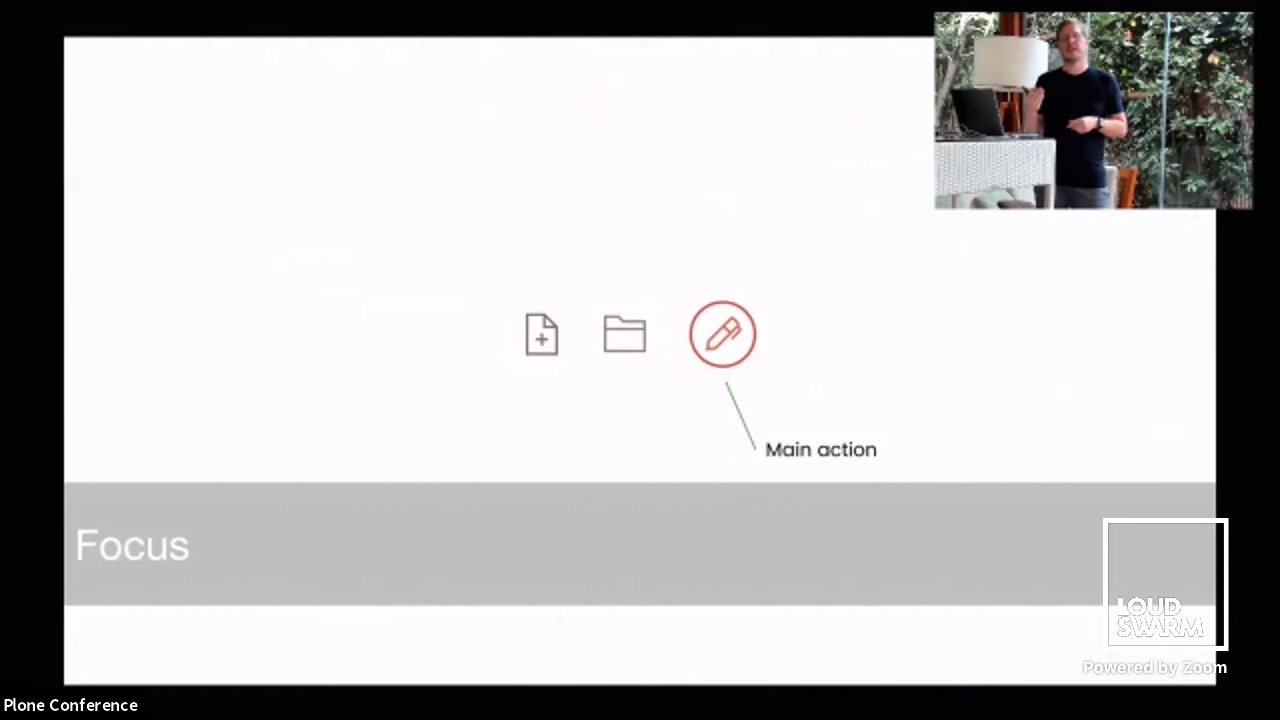 Main action
Focus
LOUD
SWARM
Powered by Zoom
Plone Conference